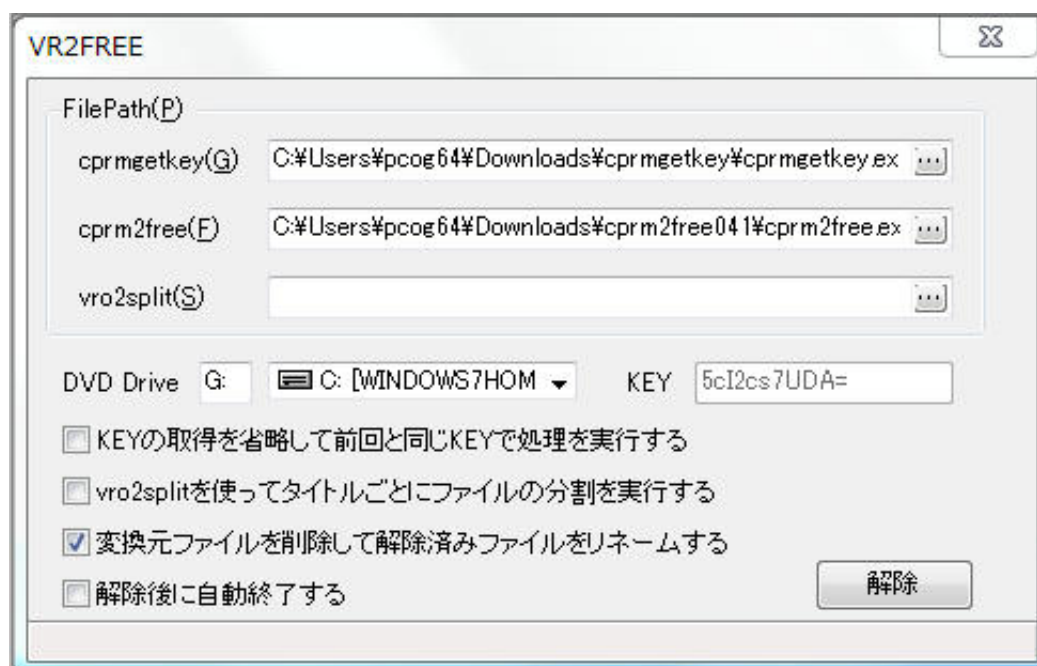 VR2FREE
FilePath(P)
cprmgetkey(G) C:¥Users¥pcog64¥Downloads¥cprmgetkey¥cprmgetkey.ex ...
cprm2free(F) C:¥Users¥pcog64¥Downloads¥cprm2free041¥cprm2free.ex ...
vro2split(S) ...
DVD Drive G: C: [WINDOWS7HOM KEY 5cI2cs7UDA=
KEYの取得を省略して前回と同じKEYで処理を実行する
vro2splitを使ってタイトルごとにファイルの分割を実行する
変換元ファイルを削除して解除済みファイルをリネームする
解除後に自動終了する
解除